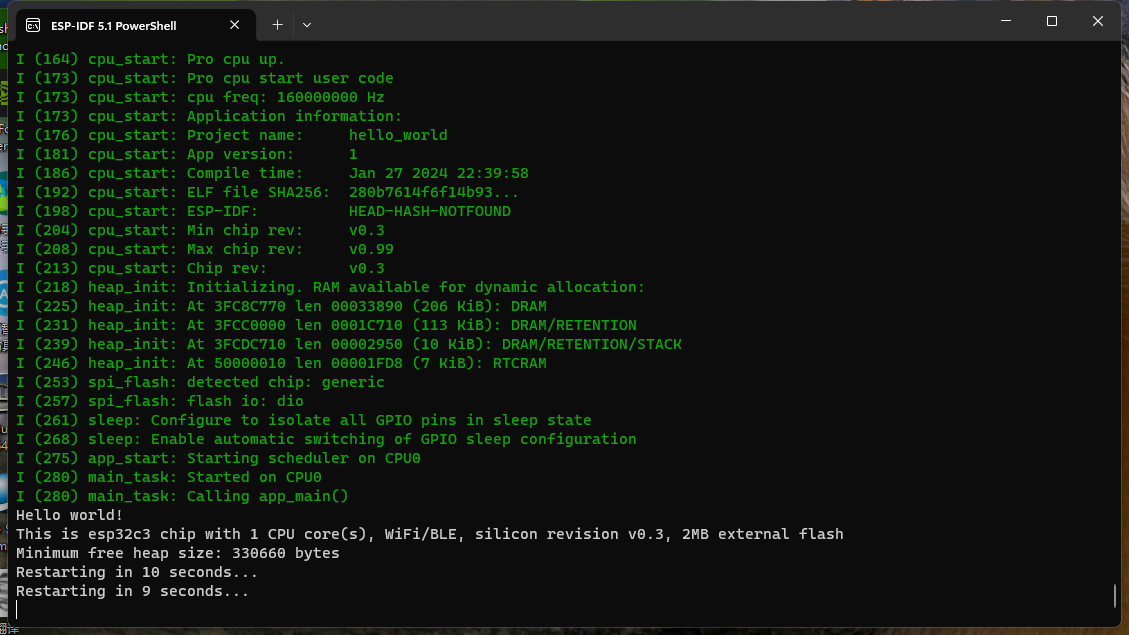 ESP-IDF 5.1 PowerShell
I (164) cpu_start: Pro cpu up.
I (173) cpu_start: Pro cpu start user code
I (173) cpu_start: cpu freq: 160000000 Hz
I (173) cpu_start: Application information:
I (176) cpu_start: Project name:     hello_world
I (181) cpu_start: App version:      1
I (186) cpu_start: Compile time:     Jan 27 2024 22:39:58
I (192) cpu_start: ELF file SHA256:  280b7614f6f14b93...
I (198) cpu_start: ESP-IDF:          HEAD-HASH-NOTFOUND
I (204) cpu_start: Min chip rev:     v0.3
I (208) cpu_start: Max chip rev:     v0.99
I (213) cpu_start: Chip rev:         v0.3
I (218) heap_init: Initializing. RAM available for dynamic allocation:
I (225) heap_init: At 3FC8C770 len 00033890 (206 KiB): DRAM
I (231) heap_init: At 3FCC0000 len 0001C710 (113 KiB): DRAM/RETENTION
I (239) heap_init: At 3FCDC710 len 00002950 (10 KiB): DRAM/RETENTION/STACK
I (246) heap_init: At 50000010 len 00001FD8 (7 KiB): RTCRAM
I (253) spi_flash: detected chip: generic
I (257) spi_flash: flash io: dio
I (261) sleep: Configure to isolate all GPIO pins in sleep state
I (268) sleep: Enable automatic switching of GPIO sleep configuration
I (275) app_start: Starting scheduler on CPU0
I (280) main_task: Started on CPU0
I (280) main_task: Calling app_main()
Hello world!
This is esp32c3 chip with 1 CPU core(s), WiFi/BLE, silicon revision v0.3, 2MB external flash
Minimum free heap size: 330660 bytes
Restarting in 10 seconds...
Restarting in 9 seconds...